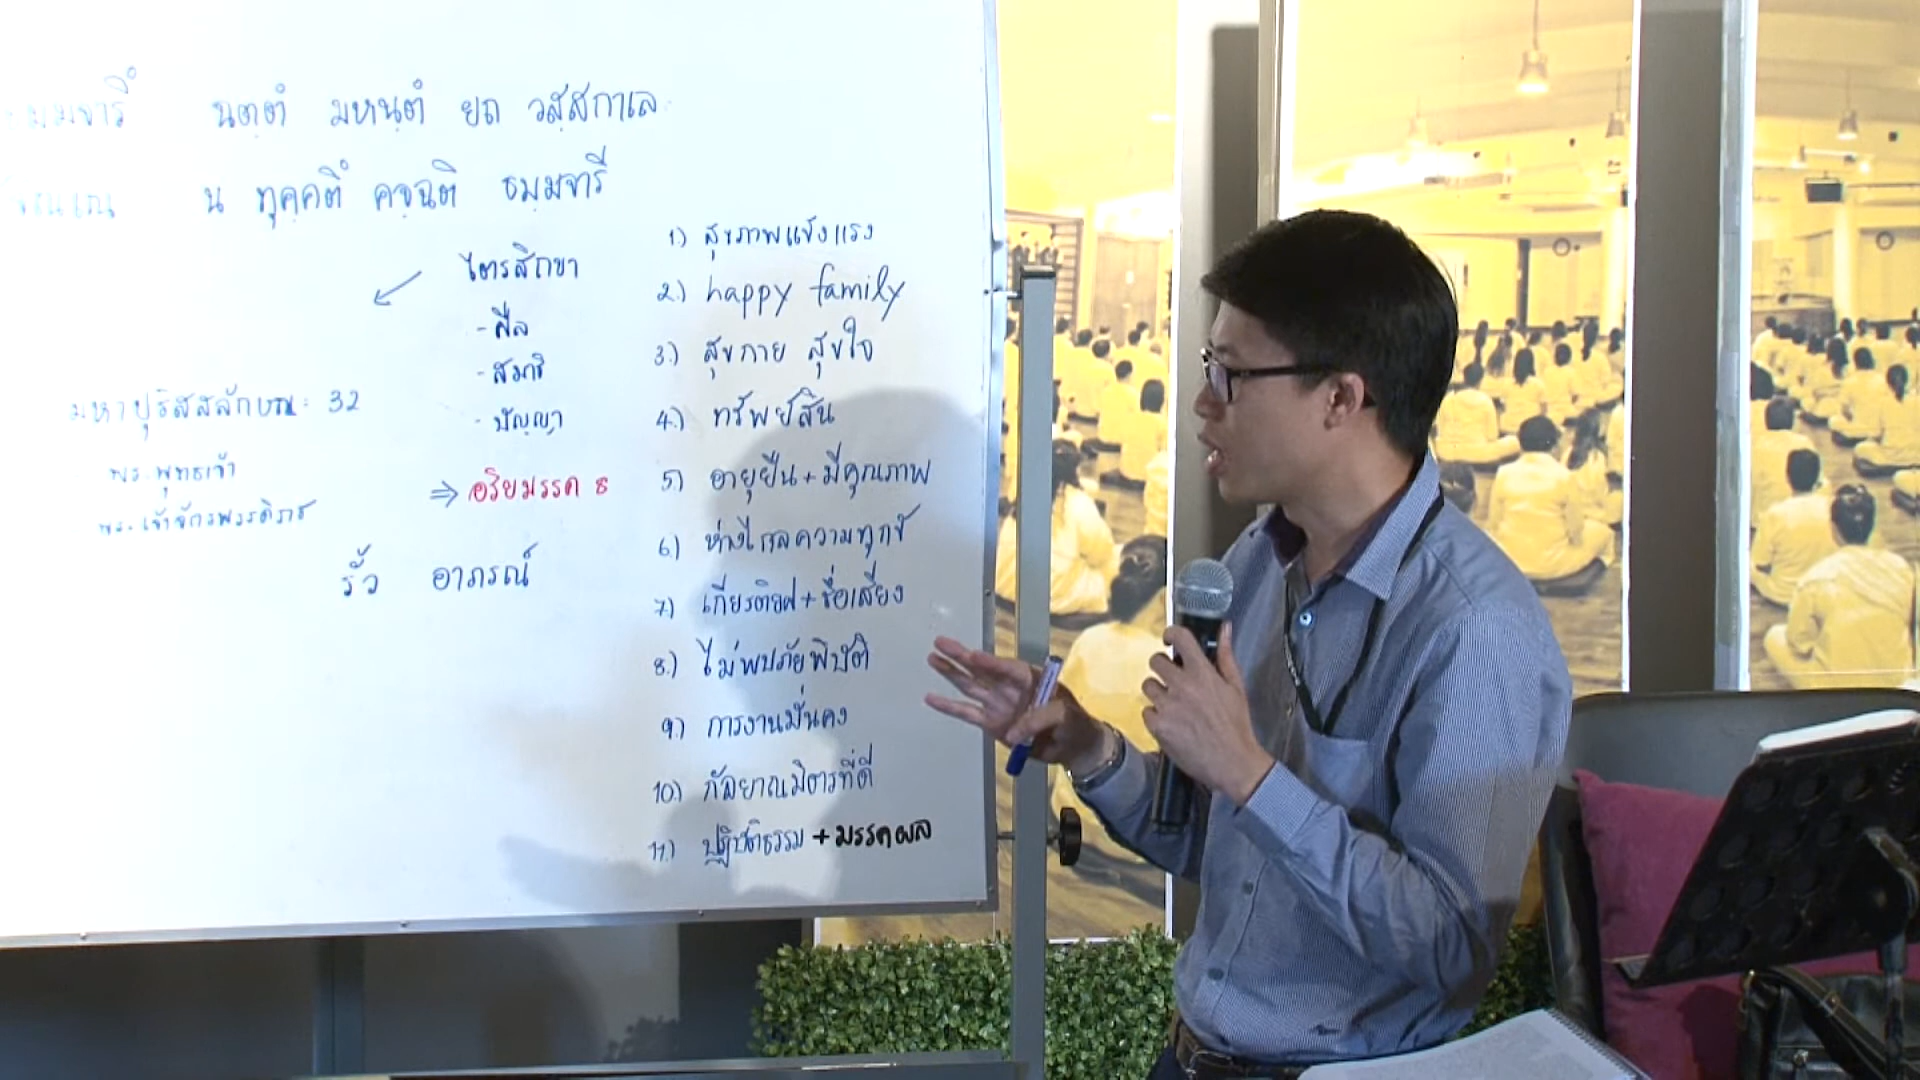 นตฺตํ มหนฺตํ ยถ วสฺสกาเล
น ทุคฺคตึ คจฺฉติ ธมฺมจารี
ไตรสิกขา
- ศีล
- สมาธิ
- ปัญญา
⇒ อริยมรรค 8
มหาปุริสสลักษณะ 32
พระพุทธเจ้า
พระเจ้าจักรพรรดิราช
รั้ว อาภรณ์
1.) สุขภาพแข็งแรง
2.) happy family
3.) สุขกาย สุขใจ
4.) ทรัพย์สิน
5) อายุยืน + มีคุณภาพ
6) ห่างไกลความทุกข์
7.) เกียรติยศ + ชื่อเสียง
8.) ไม่พบภัยพิบัติ
9.) การงานมั่นคง
10.) กัลยาณมิตรที่ดี
11.) ปฏิบัติธรรม + มรรคผล